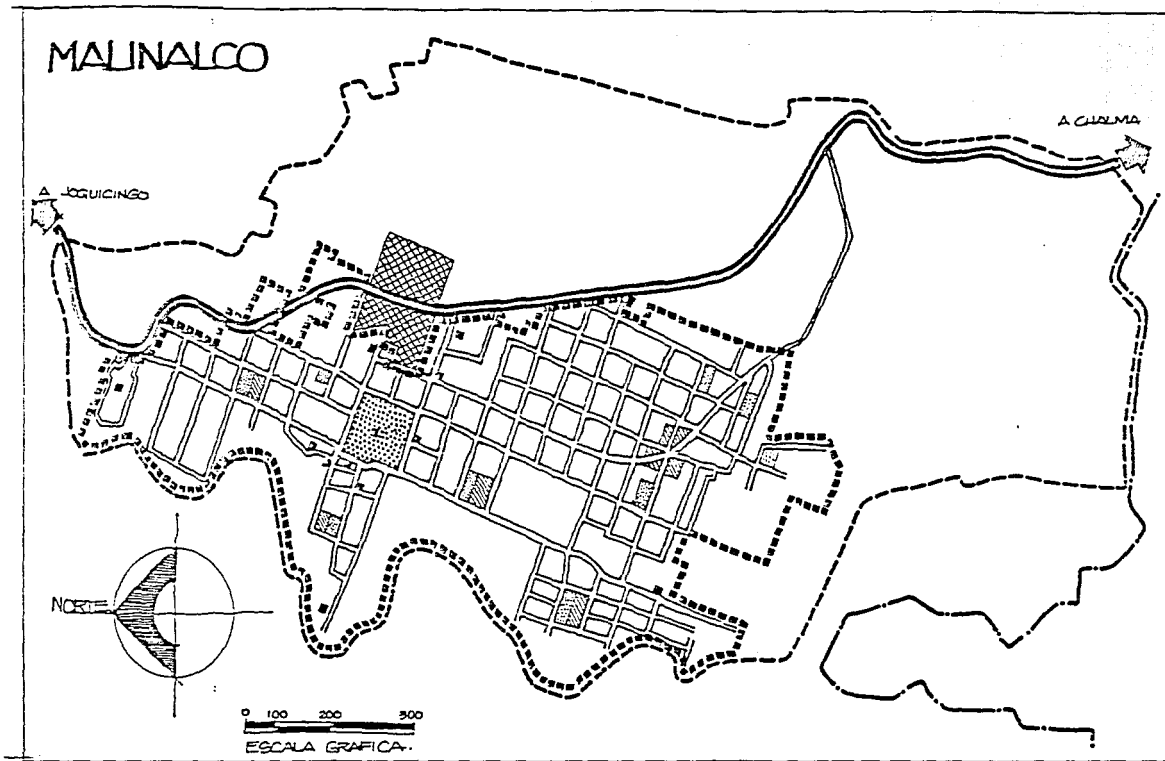 MALINALCO
A CHALMA
A JOQUICINGO
NORTE
0 100 200 300
ESCALA GRAFICA.